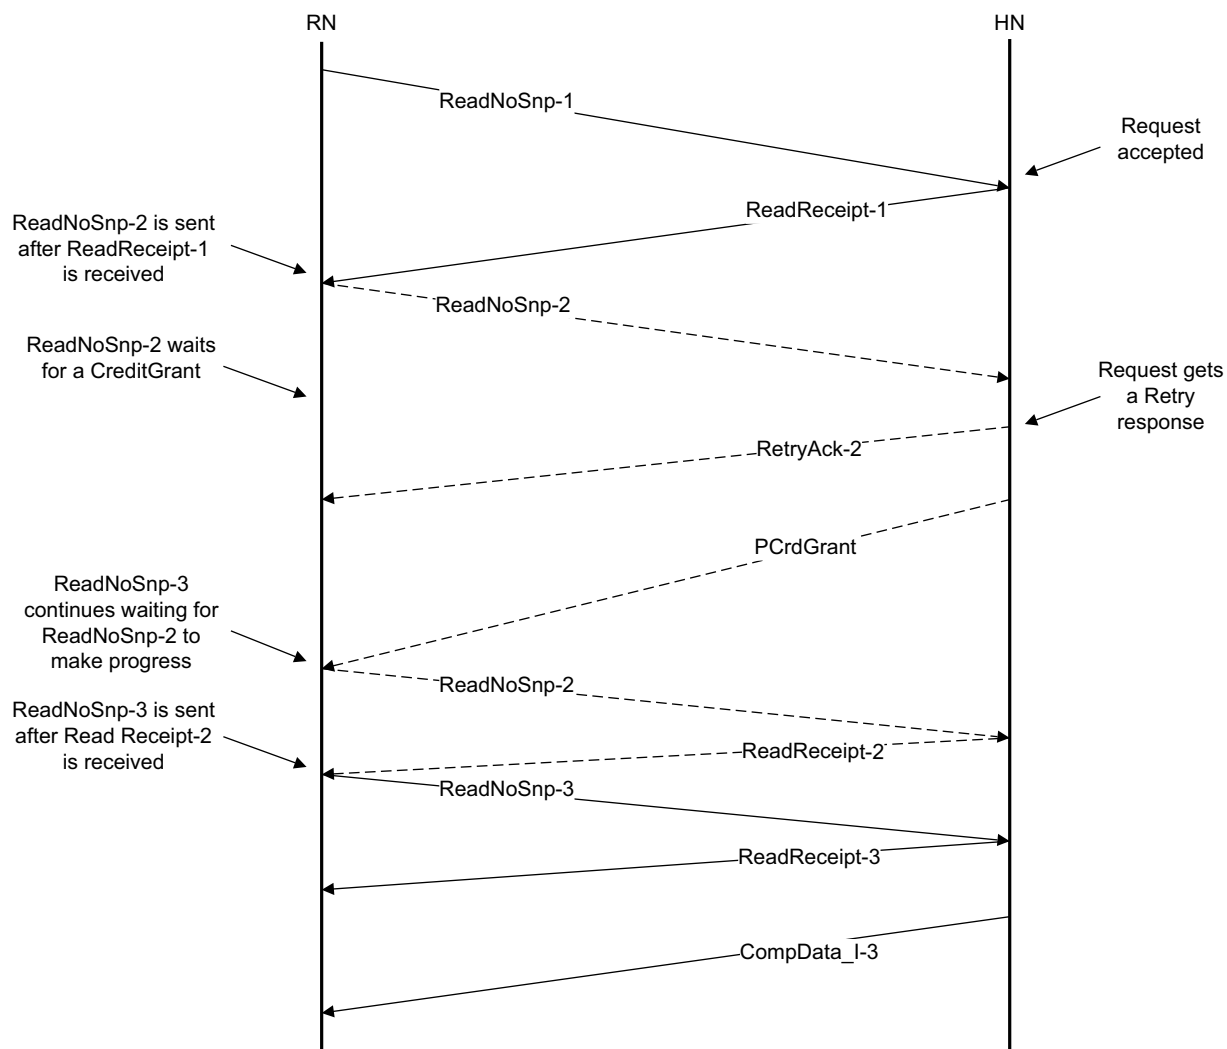 RN
HN
ReadNoSnp-1
Request
accepted
ReadReceipt-1
ReadNoSnp-2 is sent
after ReadReceipt-1
is received
ReadNoSnp-2
ReadNoSnp-2 waits
for a CreditGrant
Request gets
a Retry
response
RetryAck-2
PCrdGrant
ReadNoSnp-3
continues waiting for
ReadNoSnp-2 to
make progress
ReadNoSnp-2
ReadNoSnp-3 is sent
after Read Receipt-2
is received
ReadReceipt-2
ReadNoSnp-3
ReadReceipt-3
CompData_I-3